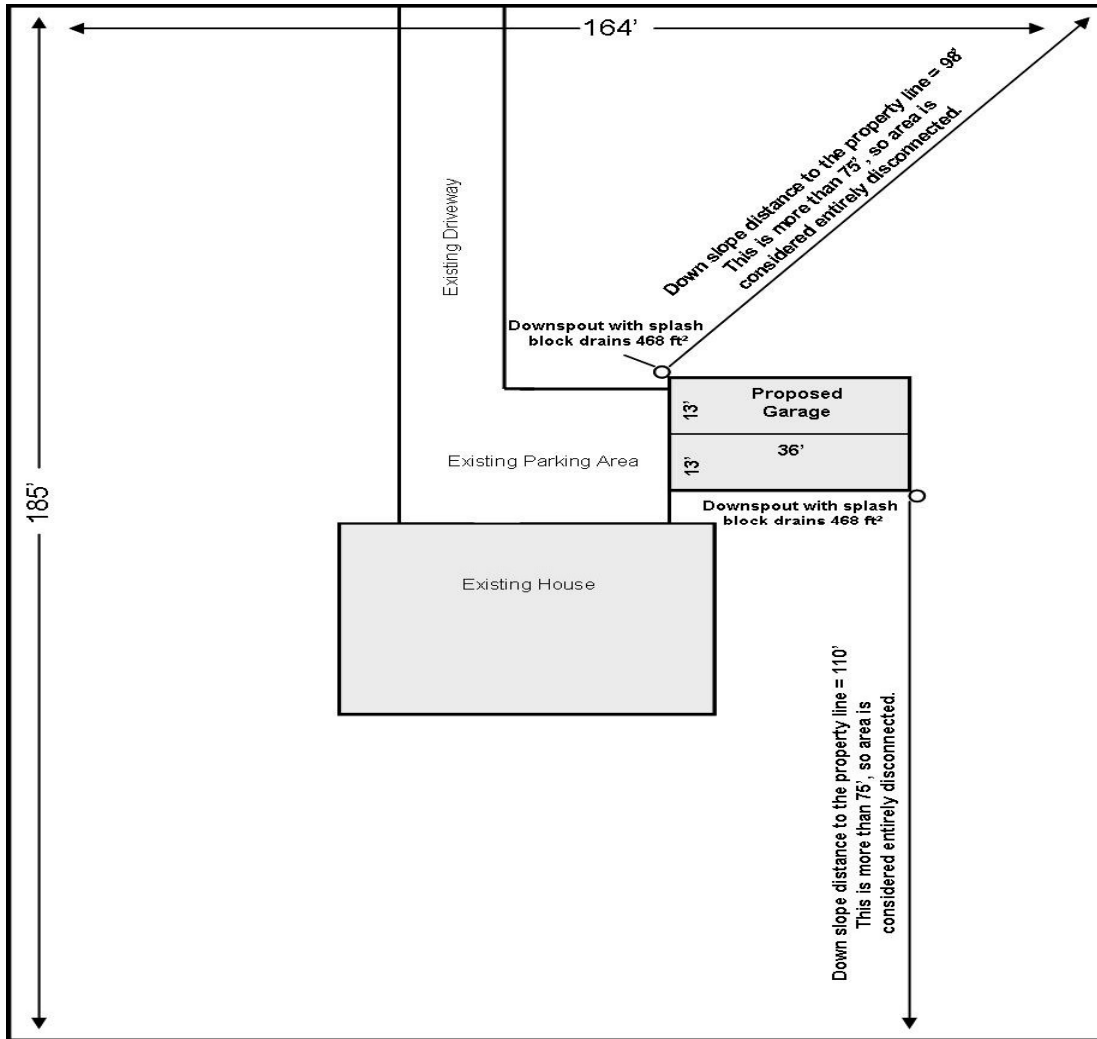 164’
Down slope distance to the property line = 98’
This is more than 75’, so area is
considered entirely disconnected.
Existing Driveway
Downspout with splash
block drains 468 ft²
Proposed
Garage
13’
36’
13’
Existing Parking Area
185’
Downspout with splash
block drains 468 ft²
Existing House
Down slope distance to the property line = 110’
This is more than 75’, so area is
considered entirely disconnected.